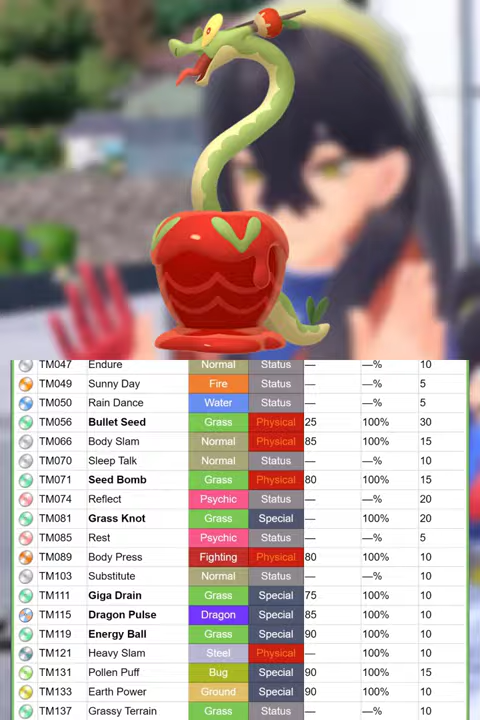 TM047 Endure Normal Status — —% 10
TM049 Sunny Day Fire Status — —% 5
TM050 Rain Dance Water Status — —% 5
TM056 Bullet Seed Grass Physical 25 100% 30
TM066 Body Slam Normal Physical 85 100% 15
TM070 Sleep Talk Normal Status — —% 10
TM071 Seed Bomb Grass Physical 80 100% 15
TM074 Reflect Psychic Status — —% 20
TM081 Grass Knot Grass Special — 100% 20
TM085 Rest Psychic Status — —% 5
TM089 Body Press Fighting Physical 80 100% 10
TM103 Substitute Normal Status — —% 10
TM111 Giga Drain Grass Special 75 100% 10
TM115 Dragon Pulse Dragon Special 85 100% 10
TM119 Energy Ball Grass Special 90 100% 10
TM121 Heavy Slam Steel Physical — 100% 10
TM131 Pollen Puff Bug Special 90 100% 15
TM133 Earth Power Ground Special 90 100% 10
TM137 Grassy Terrain Grass Status — —% 10